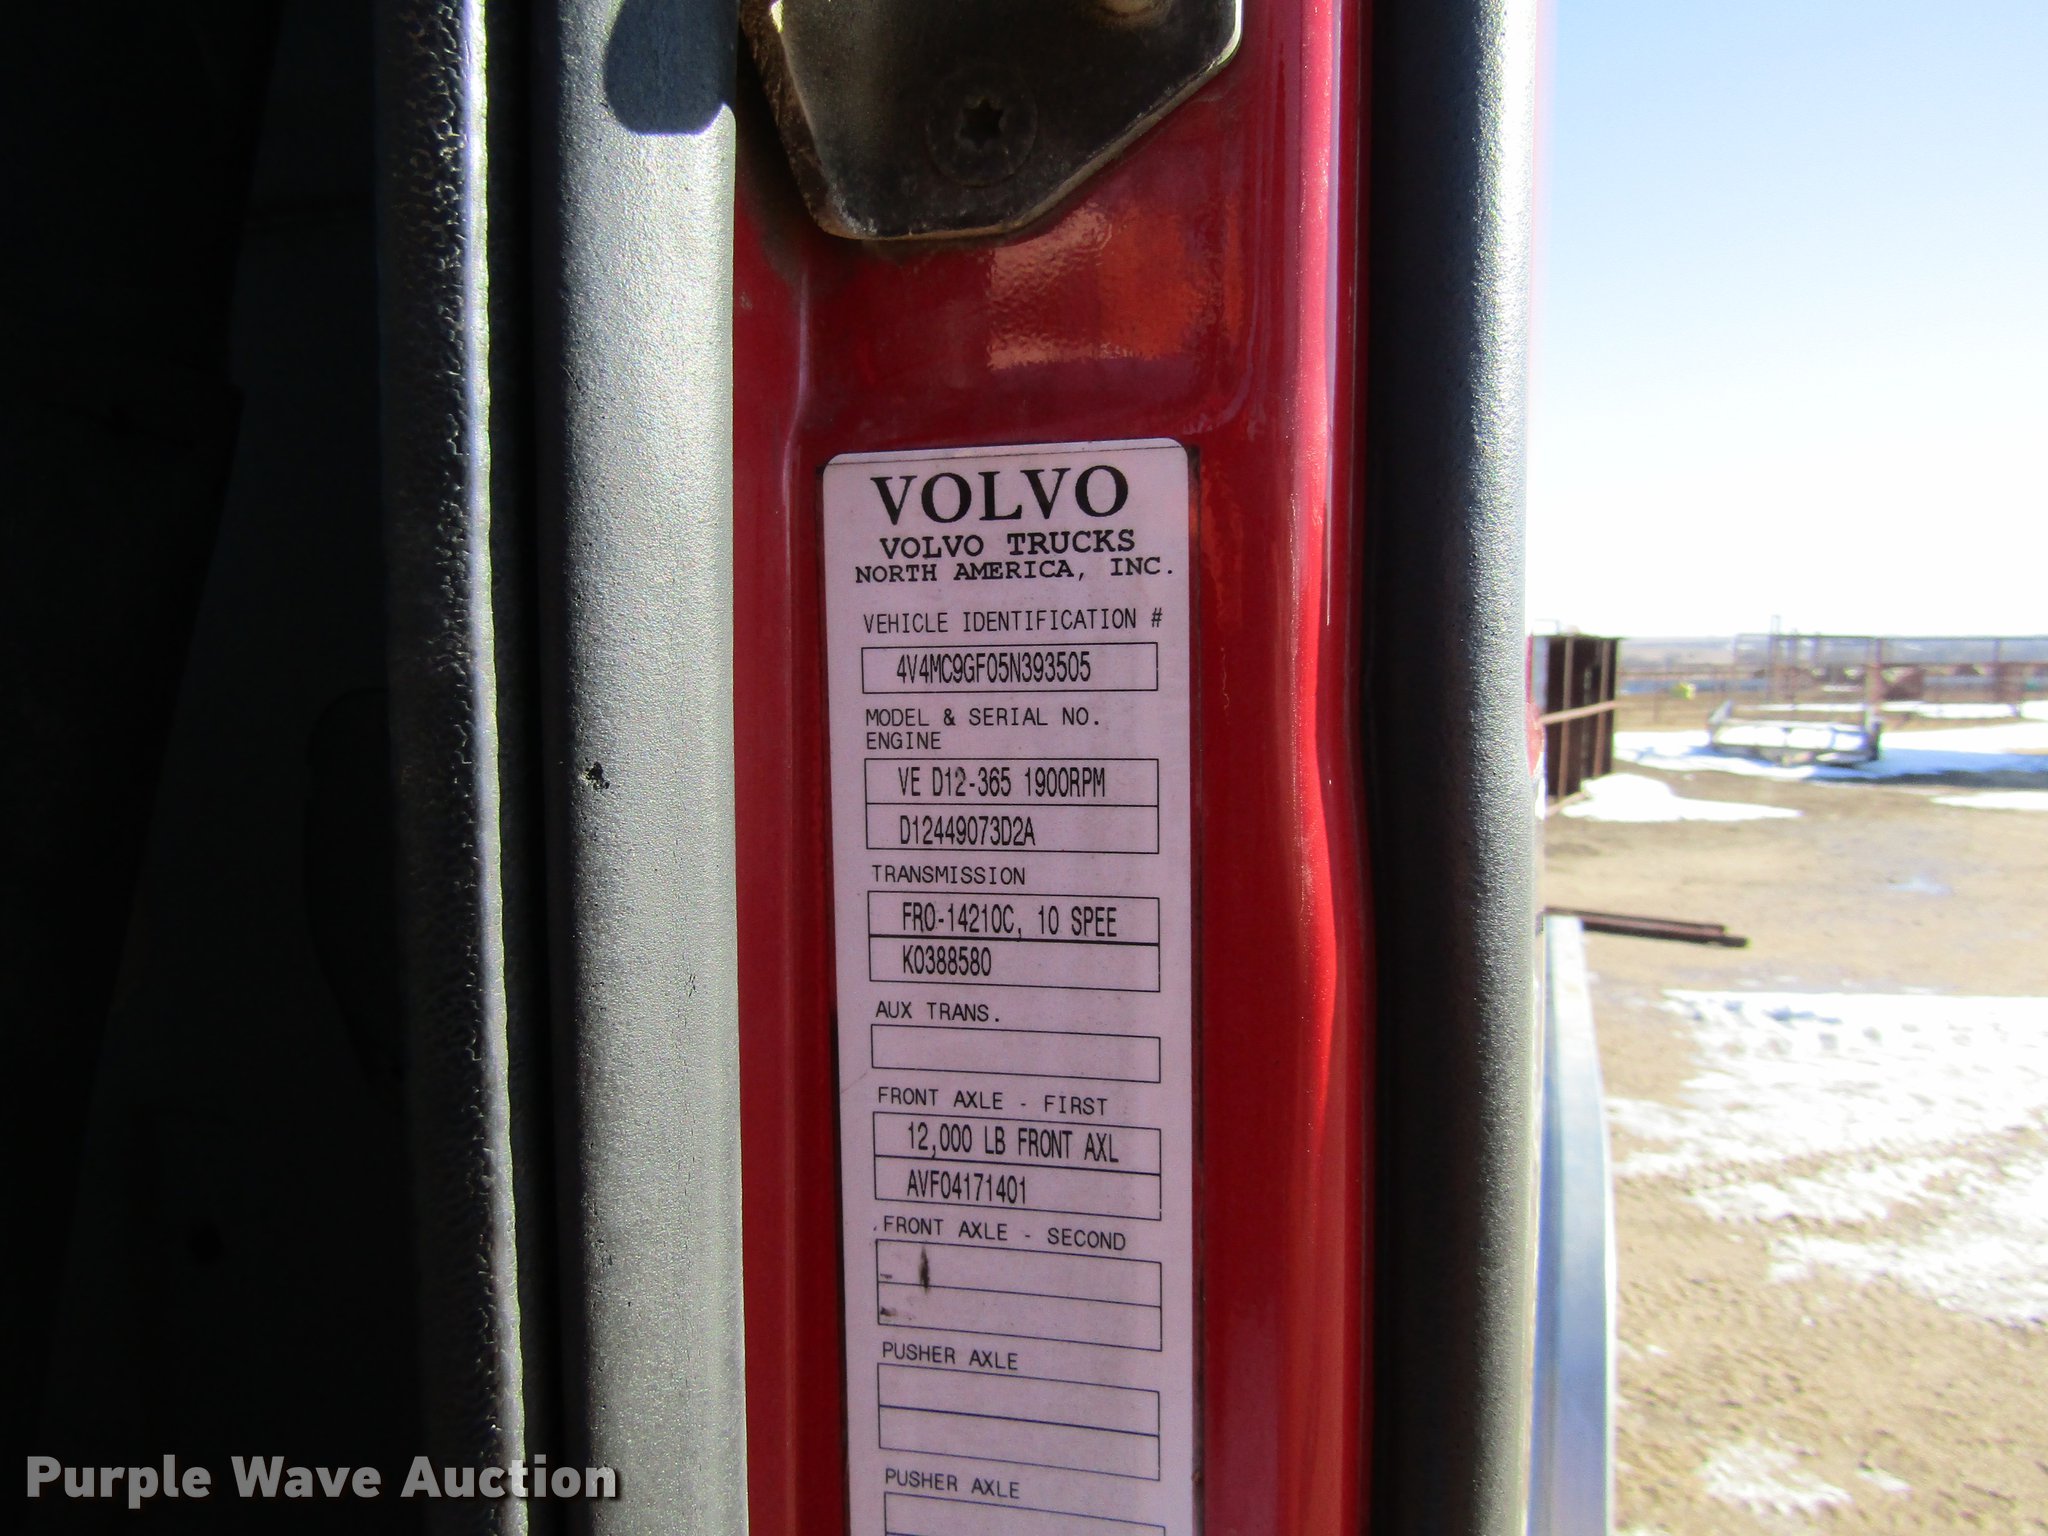 VOLVO
VOLVO TRUCKS
NORTH AMERICA, INC.
VEHICLE IDENTIFICATION #
4V4MC9GF05N393505
MODEL & SERIAL NO.
ENGINE
VE D12-365 1900RPM
D12449073D2A
TRANSMISSION
FRO-14210C, 10 SPEE
K0388580
AUX TRANS.
FRONT AXLE - FIRST
12,000 LB FRONT AXL
AVF04171401
FRONT AXLE - SECOND
PUSHER AXLE
PUSHER AXLE
Purple Wave Auction